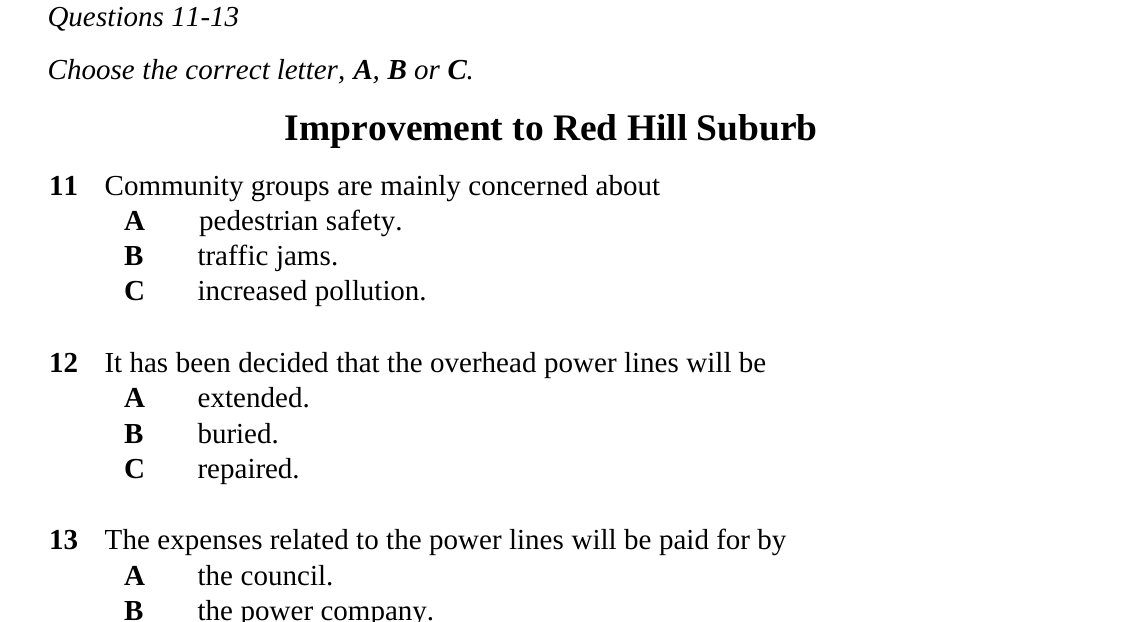 Questions 11-13
Choose the correct letter, A, B or C.
Improvement to Red Hill Suburb
11 Community groups are mainly concerned about
A pedestrian safety.
B traffic jams.
C increased pollution.
12 It has been decided that the overhead power lines will be
A extended.
B buried.
C repaired.
13 The expenses related to the power lines will be paid for by
A the council.
B the power company.